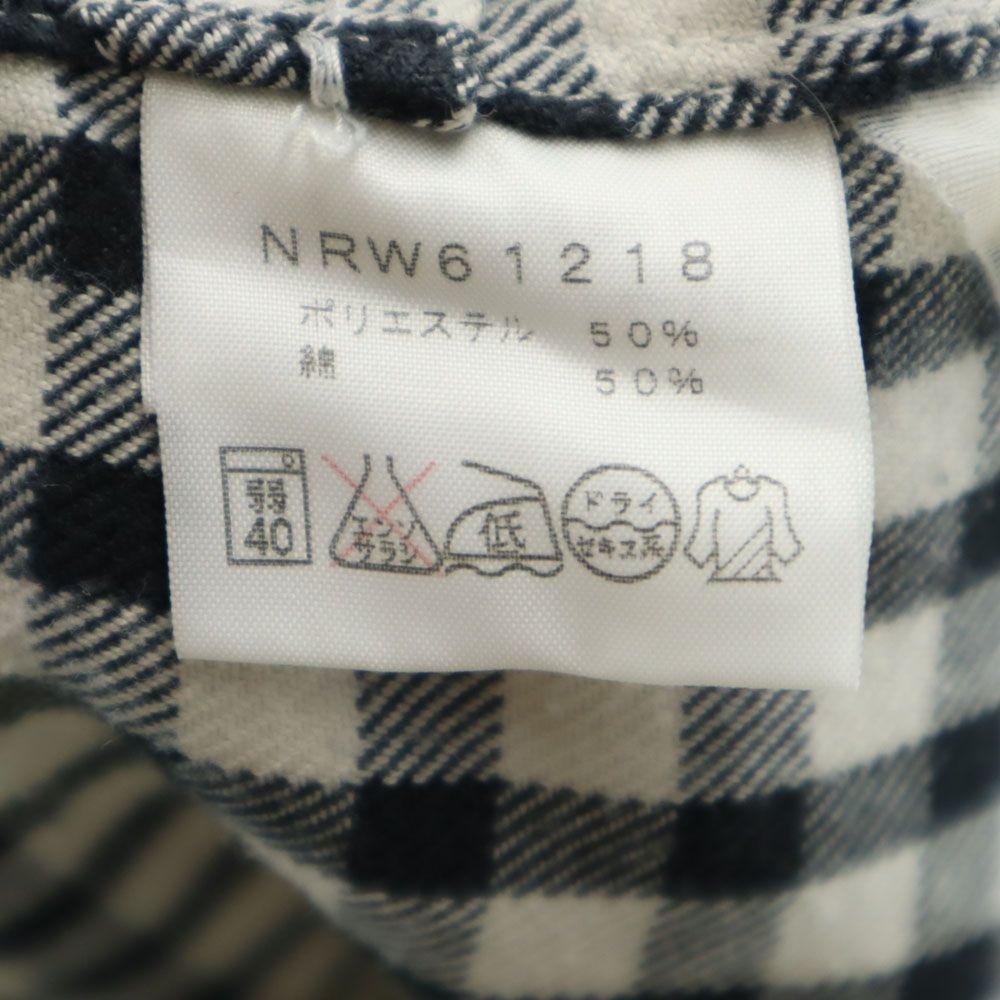 NRW61218
ポリエステル 50%
綿 50%
弱
40
エンソ
サラシ
低
ドライ
セキユ系